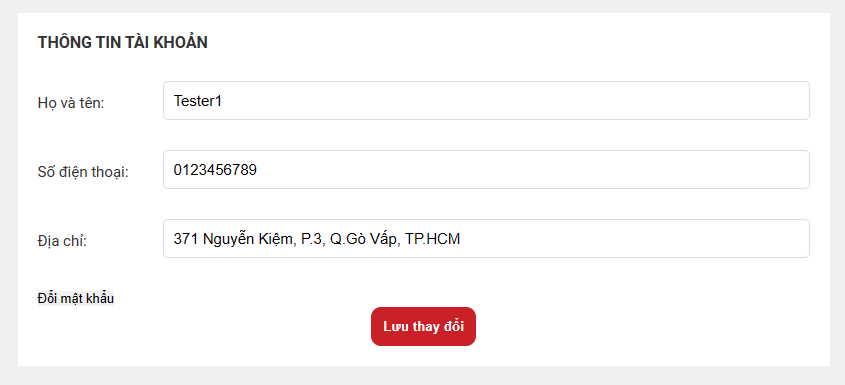 THÔNG TIN TÀI KHOẢN
Họ và tên:
Tester1
Số điện thoại:
0123456789
Địa chỉ:
371 Nguyễn Kiệm, P.3, Q.Gò Vấp, TP.HCM
Đổi mật khẩu
Lưu thay đổi